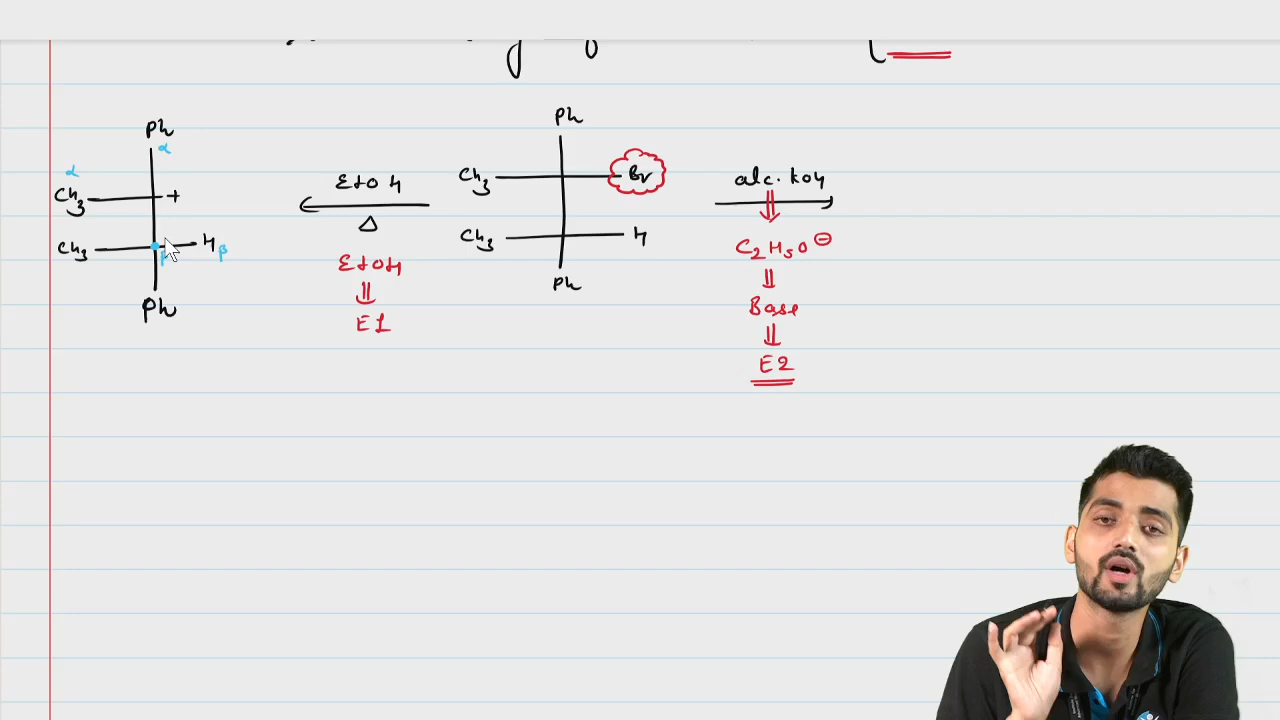 Ph
α
α
CH3 +
CH3 H β
β
Ph
EtOH
Δ
EtOH
⇓
E1
Ph
CH3 Br
CH3 H
Ph
alc. KOH
⇓
C2H5O⊖
⇓
Base
⇓
E2